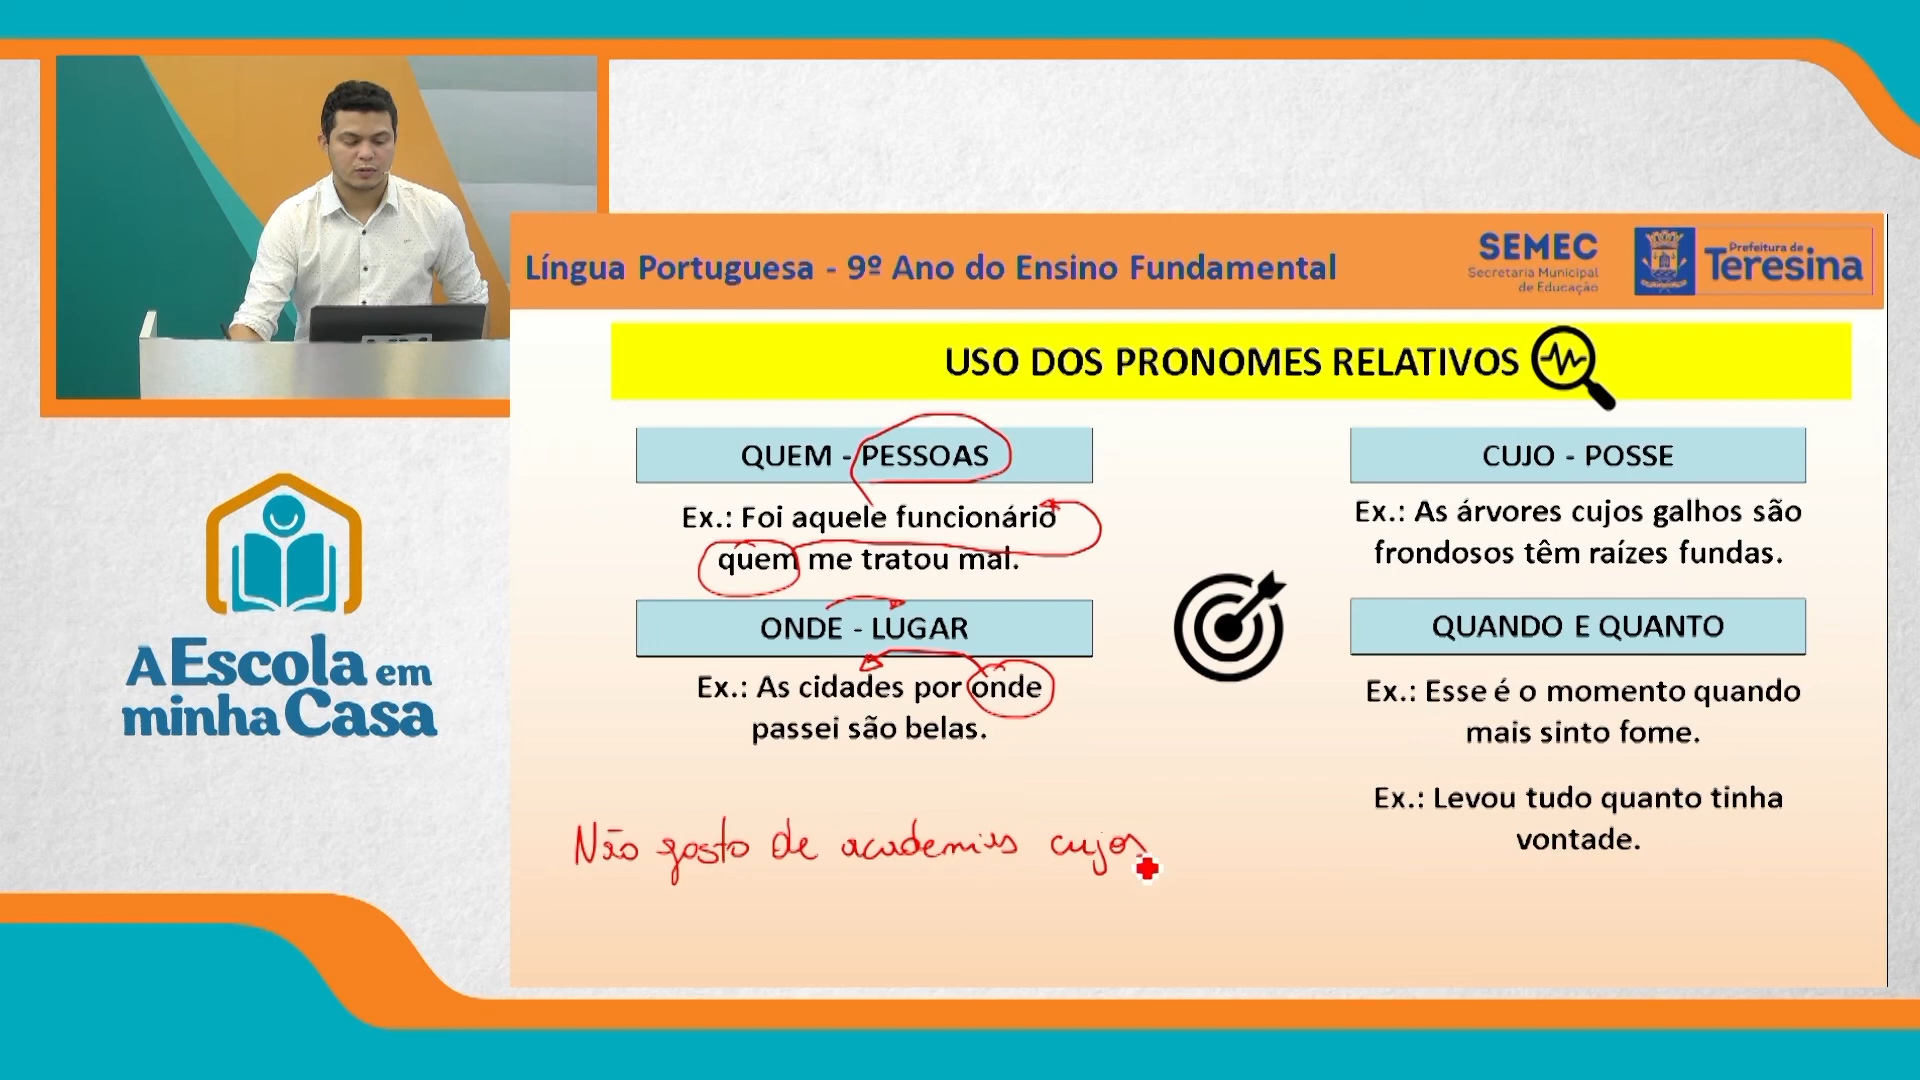 Língua Portuguesa - 9º Ano do Ensino Fundamental
SEMEC
Secretaria Municipal
de Educação
Prefeitura de
Teresina
USO DOS PRONOMES RELATIVOS
QUEM - PESSOAS
Ex.: Foi aquele funcionário
quem me tratou mal.
ONDE - LUGAR
Ex.: As cidades por onde
passei são belas.
Não gosto de academias cujos
CUJO - POSSE
Ex.: As árvores cujos galhos são
frondosos têm raízes fundas.
QUANDO E QUANTO
Ex.: Esse é o momento quando
mais sinto fome.
Ex.: Levou tudo quanto tinha
vontade.
A Escola em
minha Casa